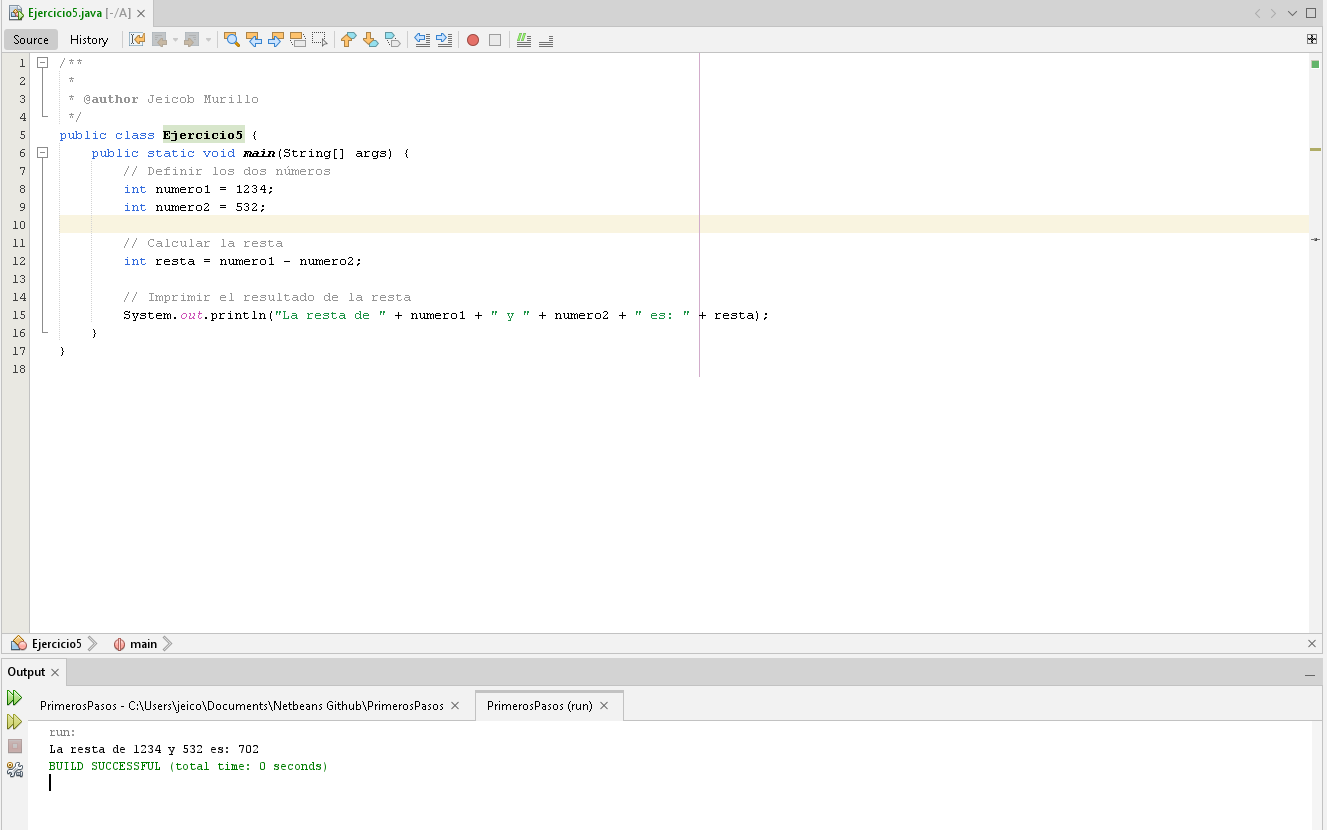 Ejercicio5.java [-/A]
Source History
1 /**
2 *
3 * @author Jeicob Murillo
4 */
5 public class Ejercicio5 {
6 public static void main(String[] args) {
7 // Definir los dos números
8 int numero1 = 1234;
9 int numero2 = 532;
10
11 // Calcular la resta
12 int resta = numero1 - numero2;
13
14 // Imprimir el resultado de la resta
15 System.out.println("La resta de " + numero1 + " y " + numero2 + " es: " + resta);
16 }
17 }
18
Ejercicio5 main
Output
PrimerosPasos - C:\Users\jeico\Documents\Netbeans Github\PrimerosPasos PrimerosPasos (run)
run:
La resta de 1234 y 532 es: 702
BUILD SUCCESSFUL (total time: 0 seconds)